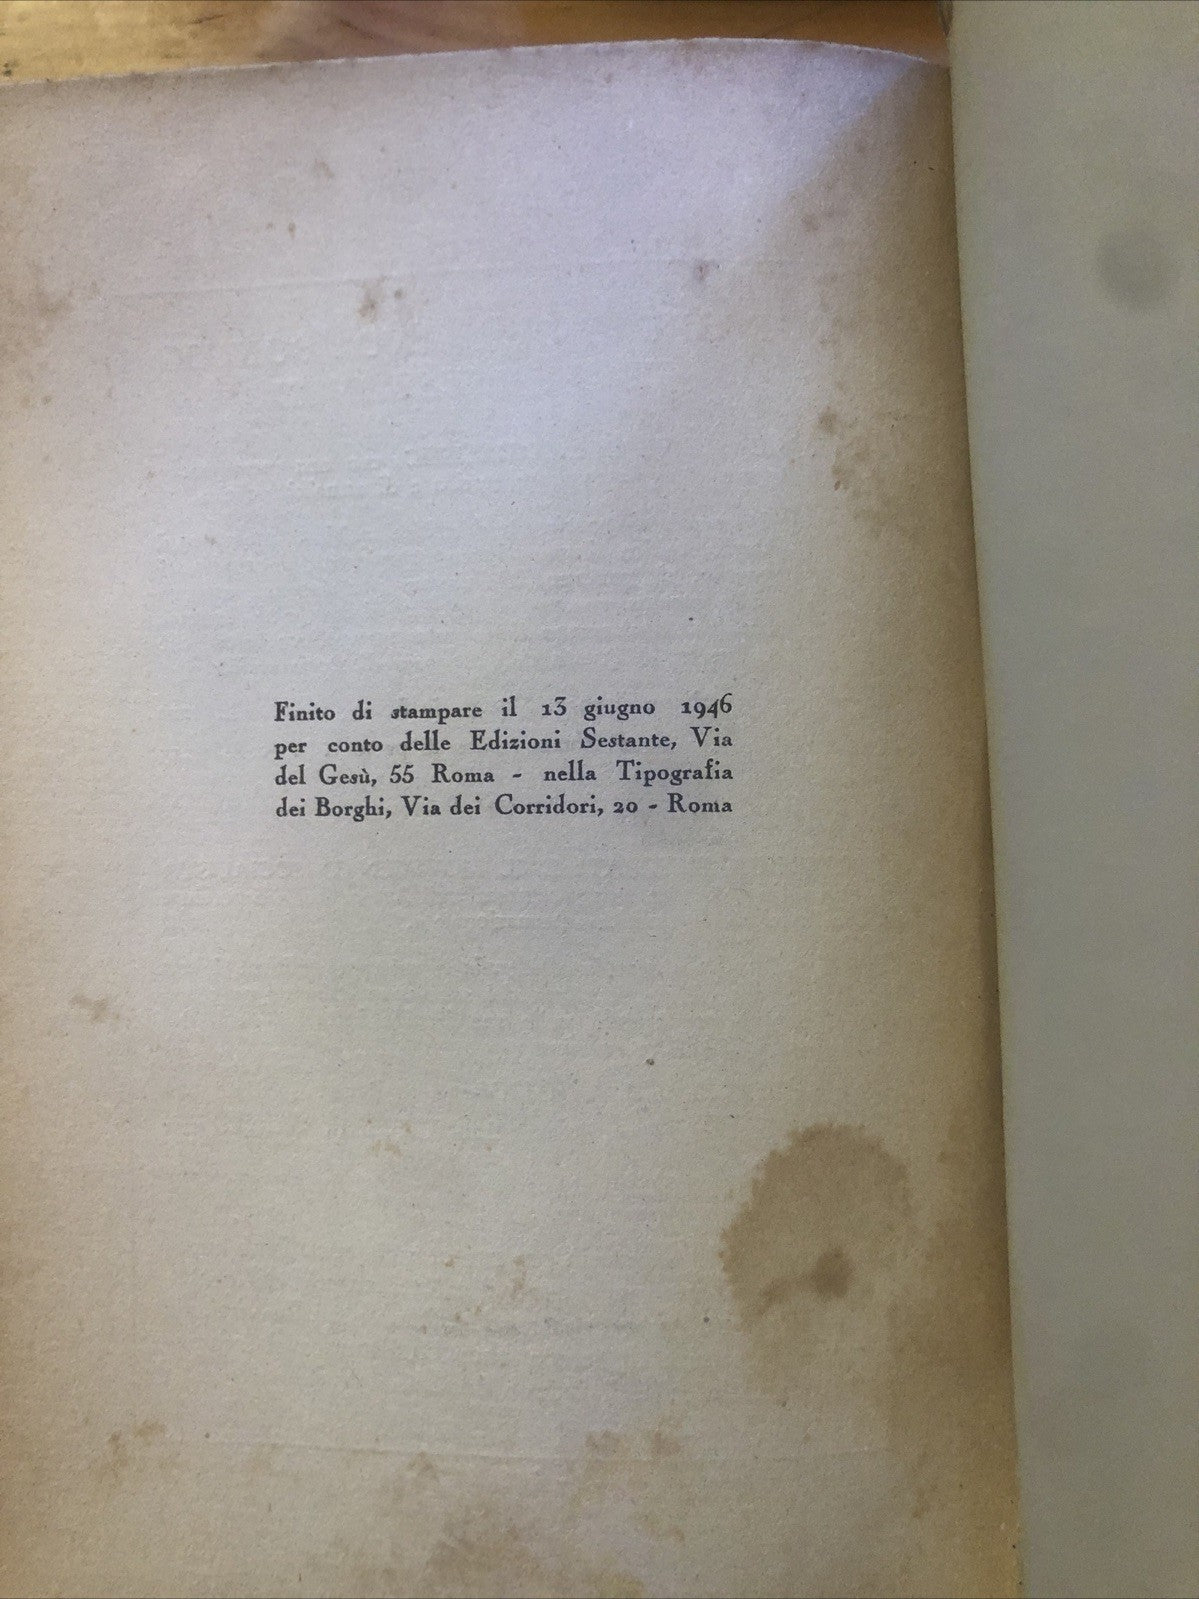 Finito di stampare il 13 giugno 1946
per conto delle Edizioni Sestante, Via
del Gesù, 55 Roma - nella Tipografia
dei Borghi, Via dei Corridori, 20 - Roma